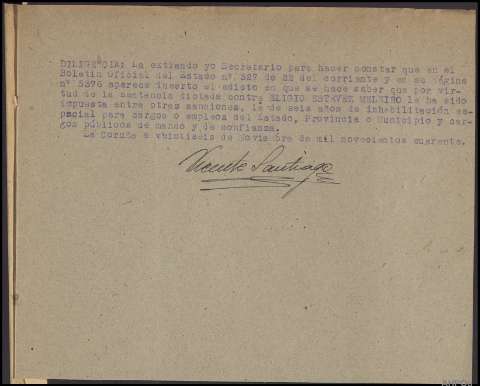 DILIGENCIA: La extiendo yo Secretario para hacer constar que en el
Boletin Oficial del Estado nº. 327 de 22 del corriente y en su página
nº 5376 aparece inserto el edicto en que se hace saber que por vir-
tud de la sentencia dictada contra ELIGIO ESTEVEZ le ha sido
impuesta entre otras sanciones, la de seis años de inhabilitación es-
pecial para cargos o empleos del Estado, Provincia o Municipio y car-
gos públicos de mando y de confianza.
La Coruña a veintiseis de Noviembre de mil novecientos cuarenta.
Vicente Santiago